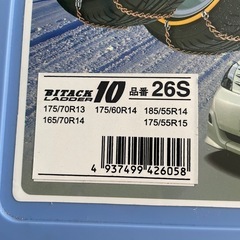 BITACK LADDER 10 品番 26S
175/70R13 175/60R14 185/55R14
165/70R14 175/55R15
4 937499 426058